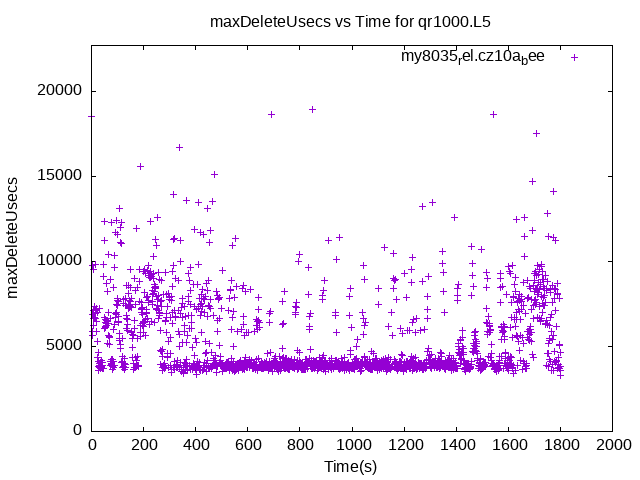 maxDeleteUsecs vs Time for qr1000.L5
my8035rel.cz10abee
20000
15000
10000
5000
0
maxDeleteUsecs
0 200 400 600 800 1000 1200 1400 1600 1800 2000
Time(s)